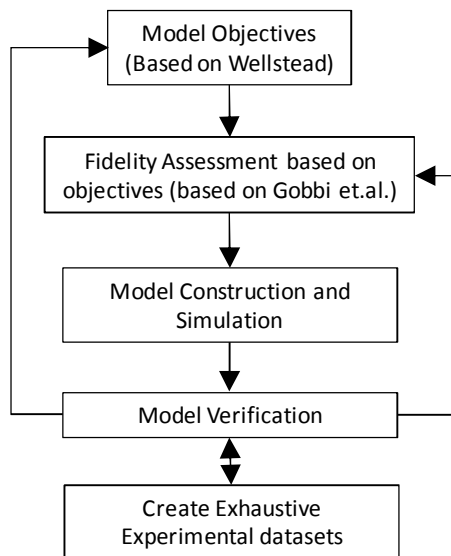 Model Objectives
(Based on Wellstead)
Fidelity Assessment based on
objectives (based on Gobbi et.al.)
Model Construction and
Simulation
Model Verification
Create Exhaustive
Experimental datasets